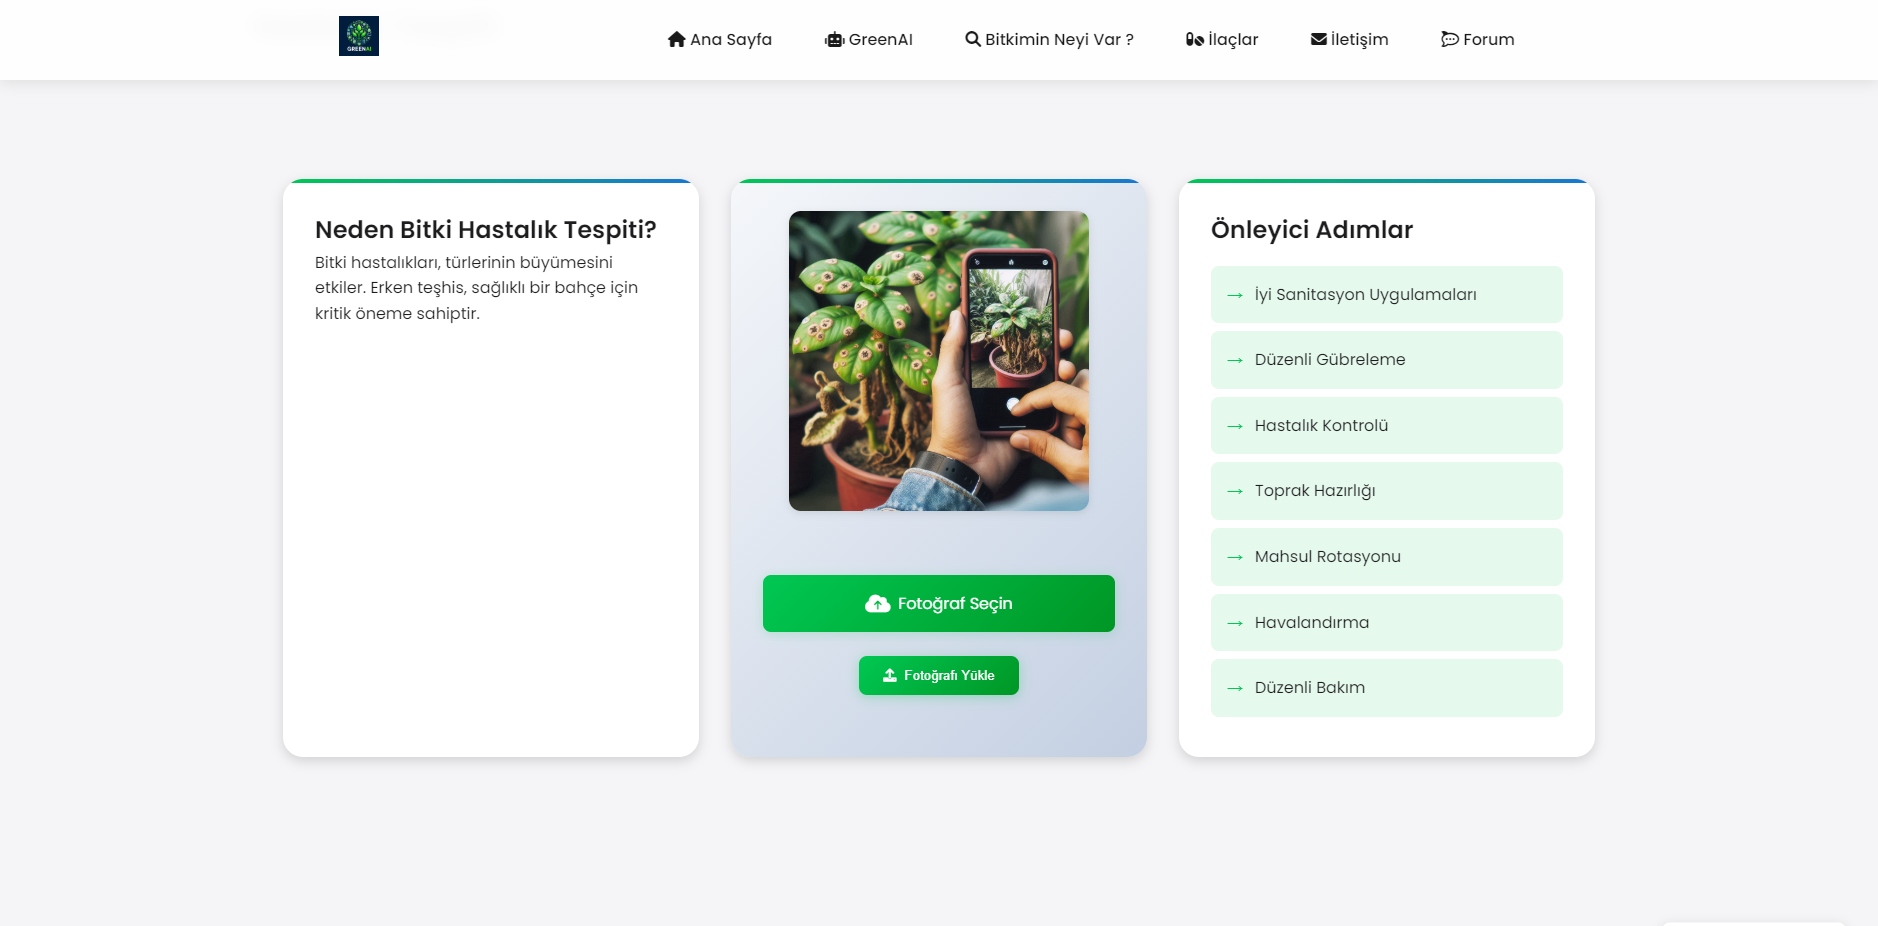 GREENAI
Ana Sayfa
GreenAI
Bitkimin Neyi Var ?
İlaçlar
İletişim
Forum
Neden Bitki Hastalık Tespiti?
Bitki hastalıkları, türlerinin büyümesini
etkiler. Erken teşhis, sağlıklı bir bahçe için
kritik öneme sahiptir.
Fotoğraf Seçin
Fotoğrafı Yükle
Önleyici Adımlar
→ İyi Sanitasyon Uygulamaları
→ Düzenli Gübreleme
→ Hastalık Kontrolü
→ Toprak Hazırlığı
→ Mahsul Rotasyonu
→ Havalandırma
→ Düzenli Bakım